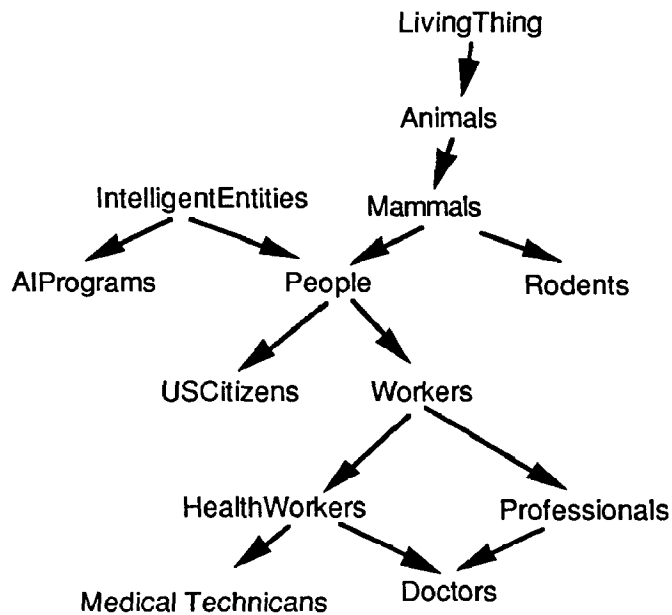 LivingThing
Animals
IntelligentEntities
Mammals
AIPrograms
People
Rodents
USCitizens
Workers
HealthWorkers
Professionals
Medical Technicans
Doctors